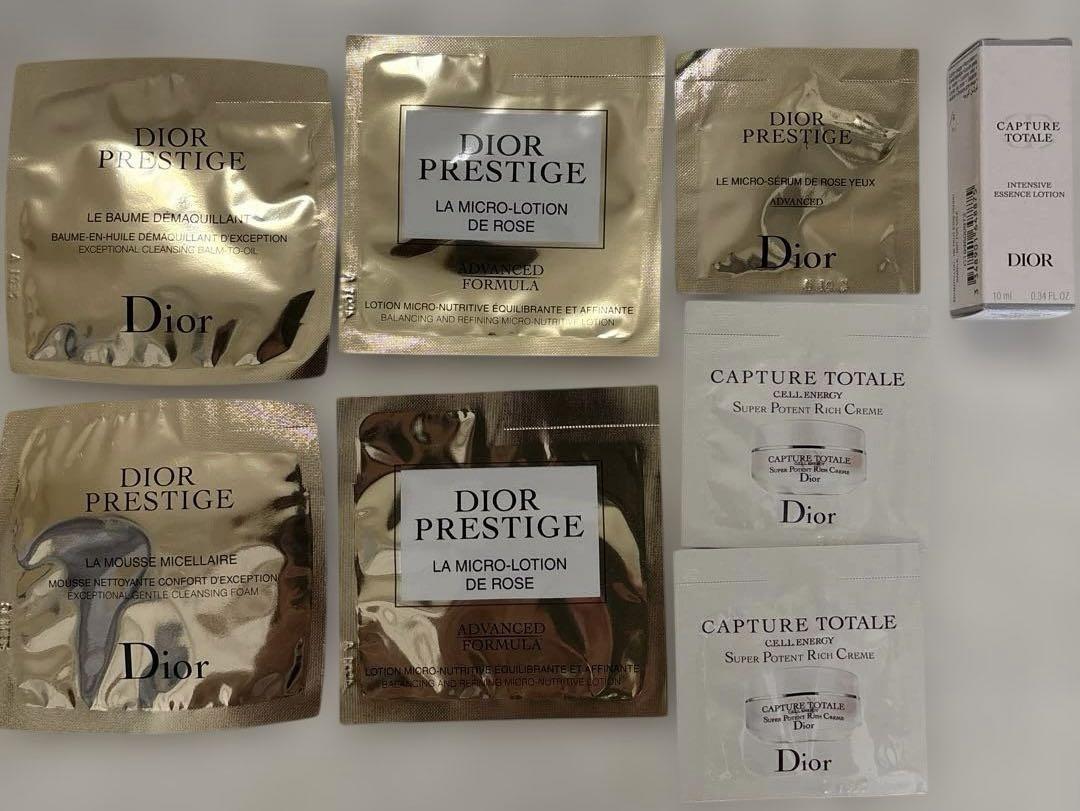 DIOR
PRESTIGE
LE BAUME DÉMAQUILLANT
BAUME-EN-HUILE DÉMAQUILLANT D'EXCEPTION
EXCEPTIONAL CLEANSING BALM-TO-OIL
Dior
DIOR
PRESTIGE
LA MICRO-LOTION
DE ROSE
ADVANCED
FORMULA
LOTION MICRO-NUTRITIVE ÉQUILIBRANTE ET AFFINANTE
BALANCING AND REFINING MICRO-NUTRITIVE LOTION
DIOR
PRESTIGE
LE MICRO-SÉRUM DE ROSE YEUX
ADVANCED
Dior
CAPTURE
TOTALE
INTENSIVE
ESSENCE LOTION
DIOR
10 ml 0.34 FL.OZ
DIOR
PRESTIGE
LA MOUSSE MICELLAIRE
MOUSSE NETTOYANTE CONFORT D'EXCEPTION
EXCEPTIONAL GENTLE CLEANSING FOAM
Dior
DIOR
PRESTIGE
LA MICRO-LOTION
DE ROSE
ADVANCED
FORMULA
LOTION MICRO-NUTRITIVE ÉQUILIBRANTE ET AFFINANTE
BALANCING AND REFINING MICRO-NUTRITIVE LOTION
CAPTURE TOTALE
C.E.L.L. ENERGY
SUPER POTENT RICH CREME
CAPTURE TOTALE
C.E.L.L. ENERGY
SUPER POTENT RICH CREME
Dior
Dior
CAPTURE TOTALE
C.E.L.L. ENERGY
SUPER POTENT RICH CREME
CAPTURE TOTALE
C.E.L.L. ENERGY
SUPER POTENT RICH CREME
Dior
Dior